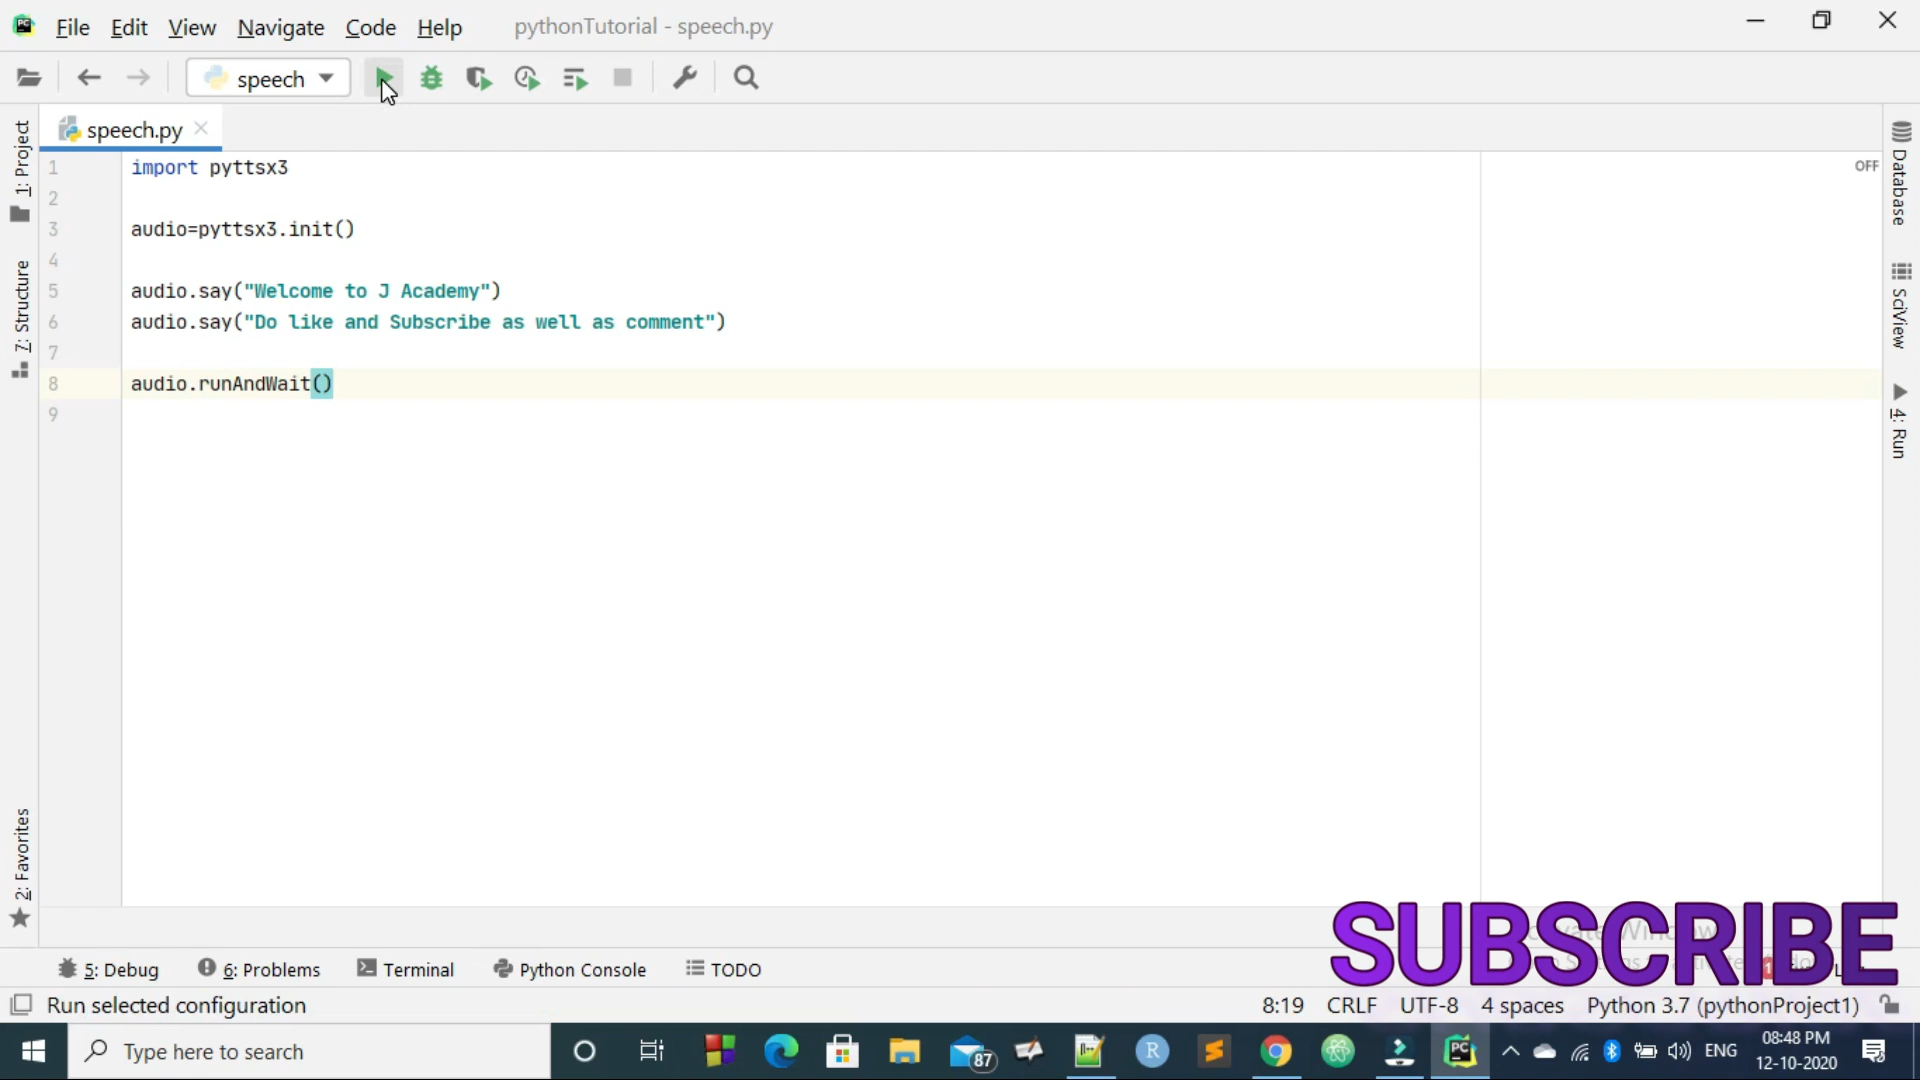 File Edit View Navigate Code Help pythonTutorial - speech.py
speech
speech.py
1: Project
7: Structure
2: Favorites
Database
SciView
4: Run
OFF
1 import pyttsx3
2
3 audio=pyttsx3.init()
4
5 audio.say("Welcome to J Academy")
6 audio.say("Do like and Subscribe as well as comment")
7
8 audio.runAndWait()
9
SUBSCRIBE
5: Debug 6: Problems Terminal Python Console TODO
Run selected configuration 8:19 CRLF UTF-8 4 spaces Python 3.7 (pythonProject1)
Type here to search 87 ENG 08:48 PM
12-10-2020